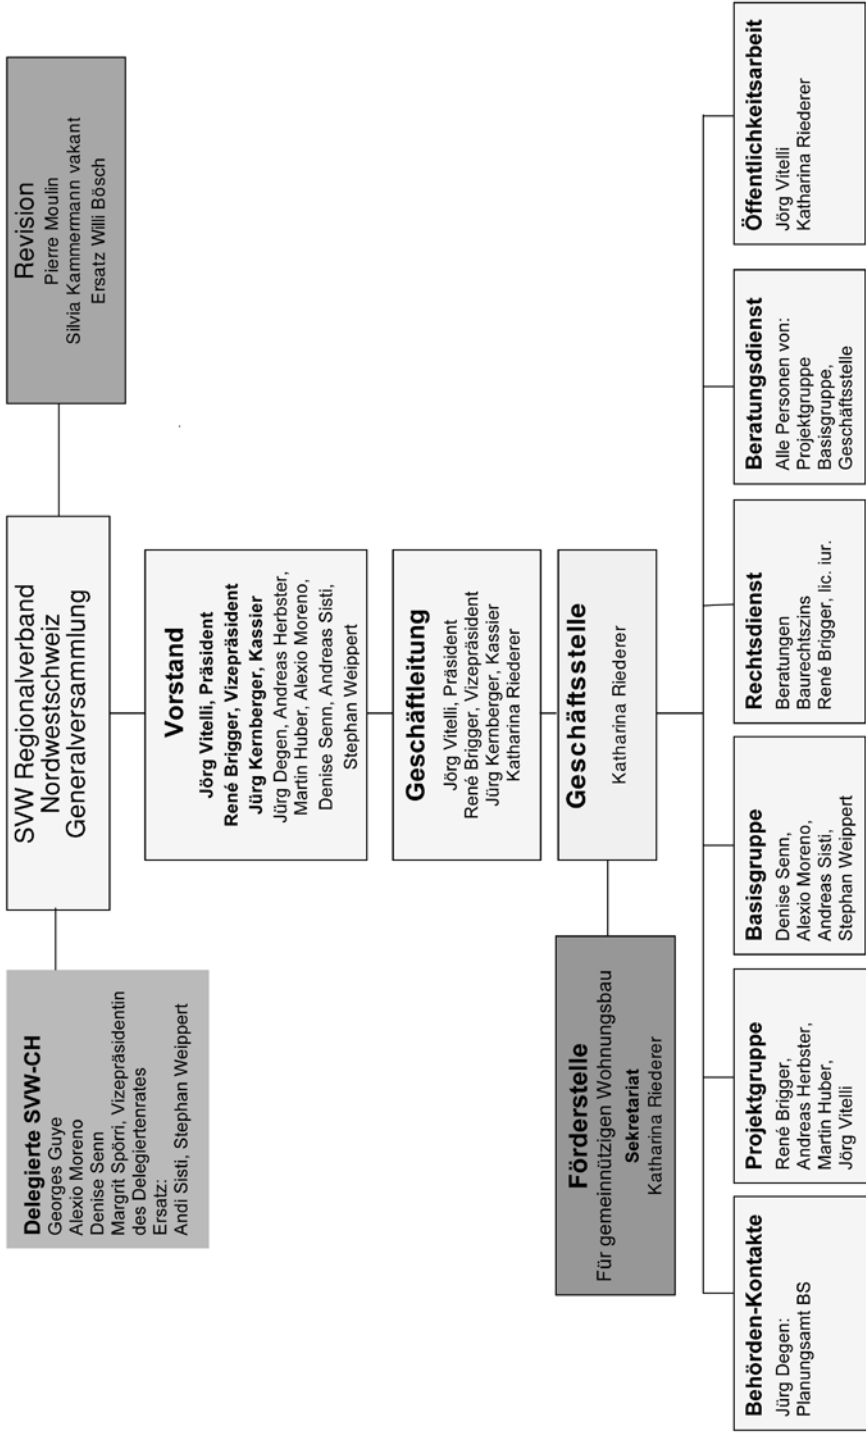 SVW Regionalverband
Nordwestschweiz
Generalversammlung
Delegierte SVW-CH
Georges Guye
Alexio Moreno
Denise Senn
Margrit Spörri, Vizepräsidentin
des Delegiertenrates
Ersatz:
Andi Sisti, Stephan Weippert
Revision
Pierre Moulin
Silvia Kammermann vakant
Ersatz Willi Bösch
Vorstand
Jörg Vitelli, Präsident
René Brigger, Vizepräsident
Jürg Kernberger, Kassier
Jürg Degen, Andreas Herbster,
Martin Huber, Alexio Moreno,
Denise Senn, Andreas Sisti,
Stephan Weippert
Geschäftleitung
Jörg Vitelli, Präsident
René Brigger, Vizepräsident
Jürg Kernberger, Kassier
Katharina Riederer
Geschäftsstelle
Katharina Riederer
Förderstelle
Für gemeinnützigen Wohnungsbau
Sekretariat
Katharina Riederer
Behörden-Kontakte
Jürg Degen:
Planungsamt BS
Projektgruppe
René Brigger,
Andreas Herbster,
Martin Huber,
Jörg Vitelli
Basisgruppe
Denise Senn,
Alexio Moreno,
Andreas Sisti,
Stephan Weippert
Rechtsdienst
Beratungen
Baurechtszins
René Brigger, lic. iur.
Beratungsdienst
Alle Personen von:
Projektgruppe
Basisgruppe,
Geschäftsstelle
Öffentlichkeitsarbeit
Jörg Vitelli
Katharina Riederer